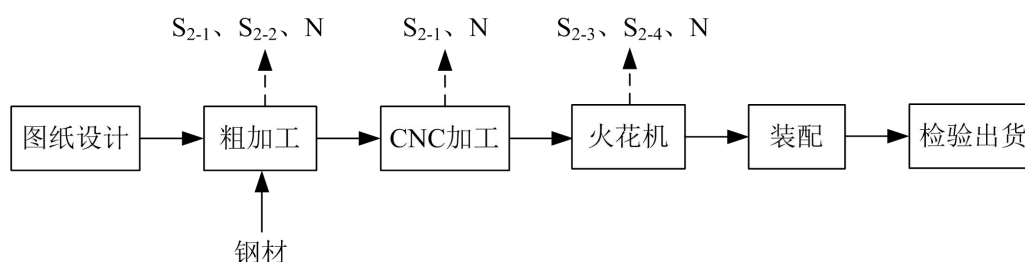 S2-1、S2-2、N
S2-1、N
S2-3、S2-4、N
图纸设计
粗加工
CNC加工
火花机
装配
检验出货
钢材